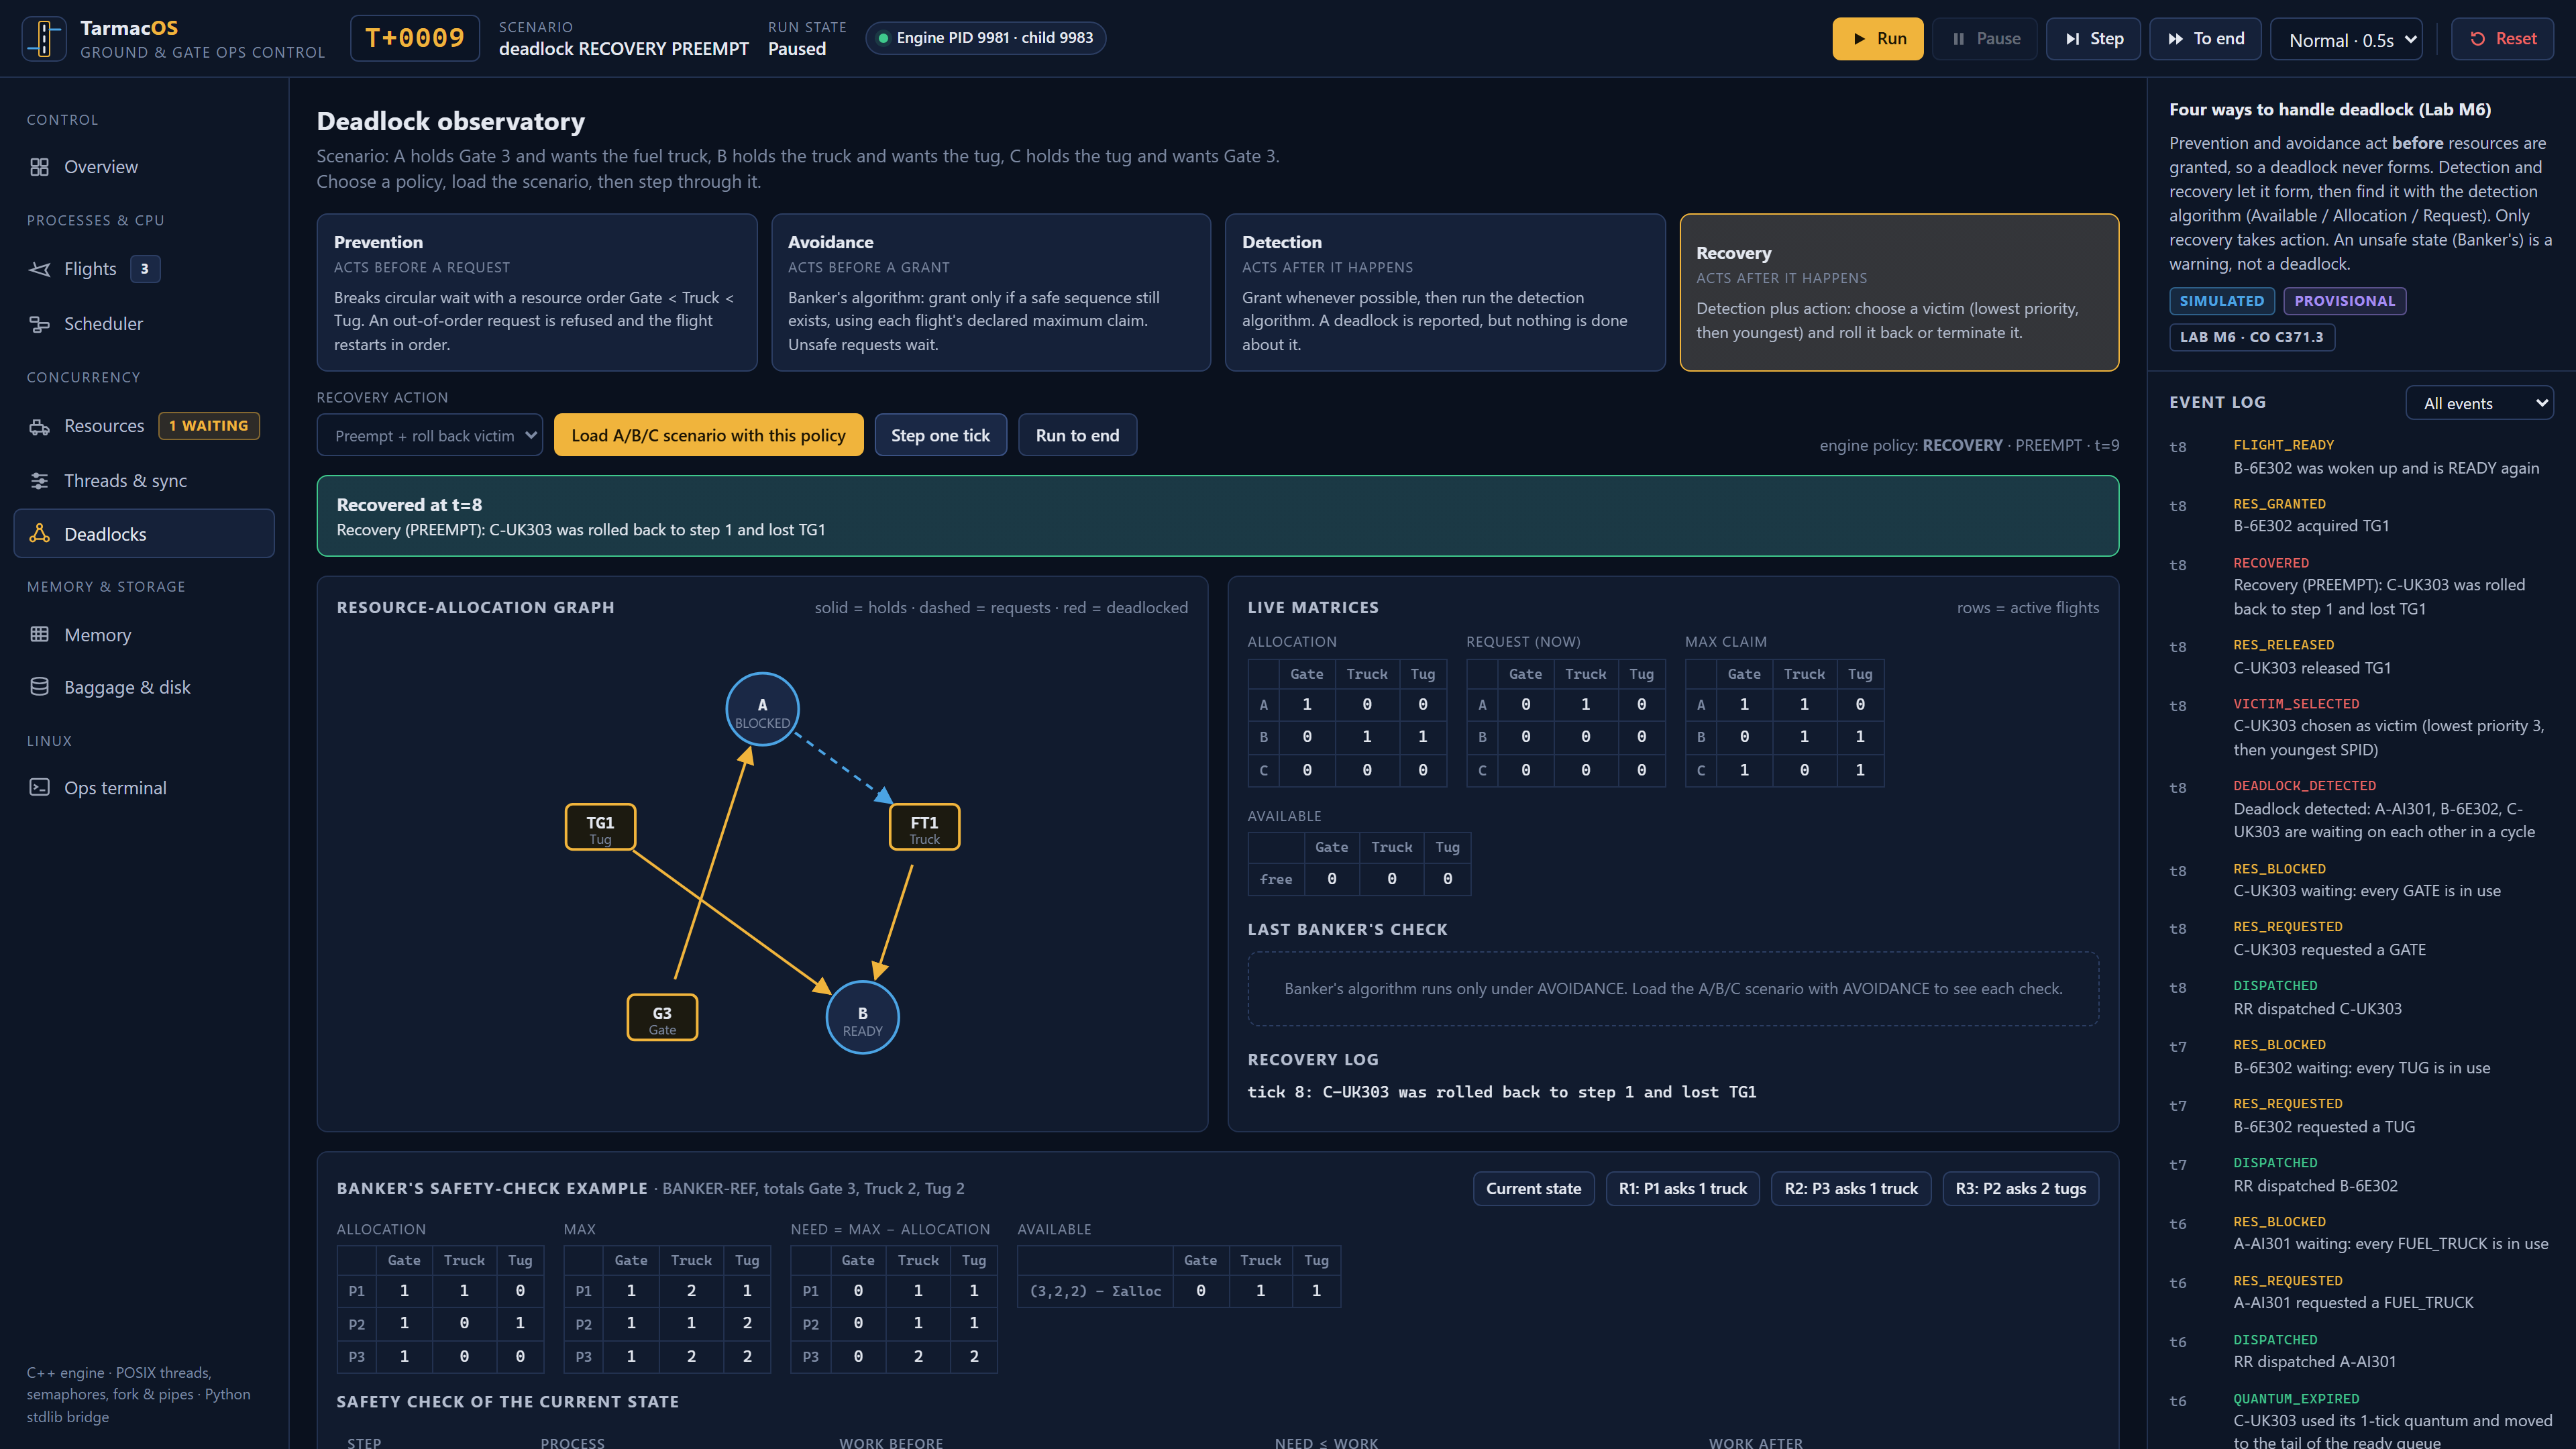 TarmacOS
GROUND & GATE OPS CONTROL
T+0009
SCENARIO
deadlock RECOVERY PREEMPT
RUN STATE
Paused
Engine PID 9981 · child 9983
Run
Pause
Step
To end
Normal · 0.5s
Reset
CONTROL
Overview
PROCESSES & CPU
Flights 3
Scheduler
CONCURRENCY
Resources 1 WAITING
Threads & sync
Deadlocks
MEMORY & STORAGE
Memory
Baggage & disk
LINUX
Ops terminal
C++ engine · POSIX threads,
semaphores, fork & pipes · Python
stdlib bridge
Deadlock observatory
Scenario: A holds Gate 3 and wants the fuel truck, B holds the truck and wants the tug, C holds the tug and wants Gate 3.
Choose a policy, load the scenario, then step through it.
Prevention
ACTS BEFORE A REQUEST
Breaks circular wait with a resource order Gate < Truck <
Tug. An out-of-order request is refused and the flight
restarts in order.
Avoidance
ACTS BEFORE A GRANT
Banker's algorithm: grant only if a safe sequence still
exists, using each flight's declared maximum claim.
Unsafe requests wait.
Detection
ACTS AFTER IT HAPPENS
Grant whenever possible, then run the detection
algorithm. A deadlock is reported, but nothing is done
about it.
Recovery
ACTS AFTER IT HAPPENS
Detection plus action: choose a victim (lowest priority,
then youngest) and roll it back or terminate it.
RECOVERY ACTION
Preempt + roll back victim
Load A/B/C scenario with this policy
Step one tick
Run to end
engine policy: RECOVERY · PREEMPT · t=9
Recovered at t=8
Recovery (PREEMPT): C-UK303 was rolled back to step 1 and lost TG1
RESOURCE-ALLOCATION GRAPH
solid = holds · dashed = requests · red = deadlocked
A
BLOCKED
TG1
Tug
FT1
Truck
G3
Gate
B
READY
LIVE MATRICES
rows = active flights
ALLOCATION
Gate Truck Tug
A 1 0 0
B 0 1 1
C 0 0 0
REQUEST (NOW)
Gate Truck Tug
A 0 1 0
B 0 0 0
C 0 0 0
MAX CLAIM
Gate Truck Tug
A 1 1 0
B 0 1 1
C 1 0 1
AVAILABLE
Gate Truck Tug
free 0 0 0
LAST BANKER'S CHECK
Banker's algorithm runs only under AVOIDANCE. Load the A/B/C scenario with AVOIDANCE to see each check.
RECOVERY LOG
tick 8: C-UK303 was rolled back to step 1 and lost TG1
BANKER'S SAFETY-CHECK EXAMPLE · BANKER-REF, totals Gate 3, Truck 2, Tug 2
Current state
R1: P1 asks 1 truck
R2: P3 asks 1 truck
R3: P2 asks 2 tugs
ALLOCATION
Gate Truck Tug
P1 1 1 0
P2 1 0 1
P3 1 0 0
MAX
Gate Truck Tug
P1 1 2 1
P2 1 1 2
P3 1 2 2
NEED = MAX − ALLOCATION
Gate Truck Tug
P1 0 1 1
P2 0 1 1
P3 0 2 2
AVAILABLE
Gate Truck Tug
(3,2,2) − Σalloc 0 1 1
SAFETY CHECK OF THE CURRENT STATE
STEP PROCESS WORK BEFORE NEED ≤ WORK WORK AFTER
Four ways to handle deadlock (Lab M6)
Prevention and avoidance act before resources are
granted, so a deadlock never forms. Detection and
recovery let it form, then find it with the detection
algorithm (Available / Allocation / Request). Only
recovery takes action. An unsafe state (Banker's) is a
warning, not a deadlock.
SIMULATED
PROVISIONAL
LAB M6 · CO C371.3
EVENT LOG
All events
t8 FLIGHT_READY
B-6E302 was woken up and is READY again
t8 RES_GRANTED
B-6E302 acquired TG1
t8 RECOVERED
Recovery (PREEMPT): C-UK303 was rolled
back to step 1 and lost TG1
t8 RES_RELEASED
C-UK303 released TG1
t8 VICTIM_SELECTED
C-UK303 chosen as victim (lowest priority 3,
then youngest SPID)
t8 DEADLOCK_DETECTED
Deadlock detected: A-AI301, B-6E302, C-
UK303 are waiting on each other in a cycle
t8 RES_BLOCKED
C-UK303 waiting: every GATE is in use
t8 RES_REQUESTED
C-UK303 requested a GATE
t8 DISPATCHED
RR dispatched C-UK303
t7 RES_BLOCKED
B-6E302 waiting: every TUG is in use
t7 RES_REQUESTED
B-6E302 requested a TUG
t7 DISPATCHED
RR dispatched B-6E302
t6 RES_BLOCKED
A-AI301 waiting: every FUEL_TRUCK is in use
t6 RES_REQUESTED
A-AI301 requested a FUEL_TRUCK
t6 DISPATCHED
RR dispatched A-AI301
t6 QUANTUM_EXPIRED
C-UK303 used its 1-tick quantum and moved
to the tail of the ready queue